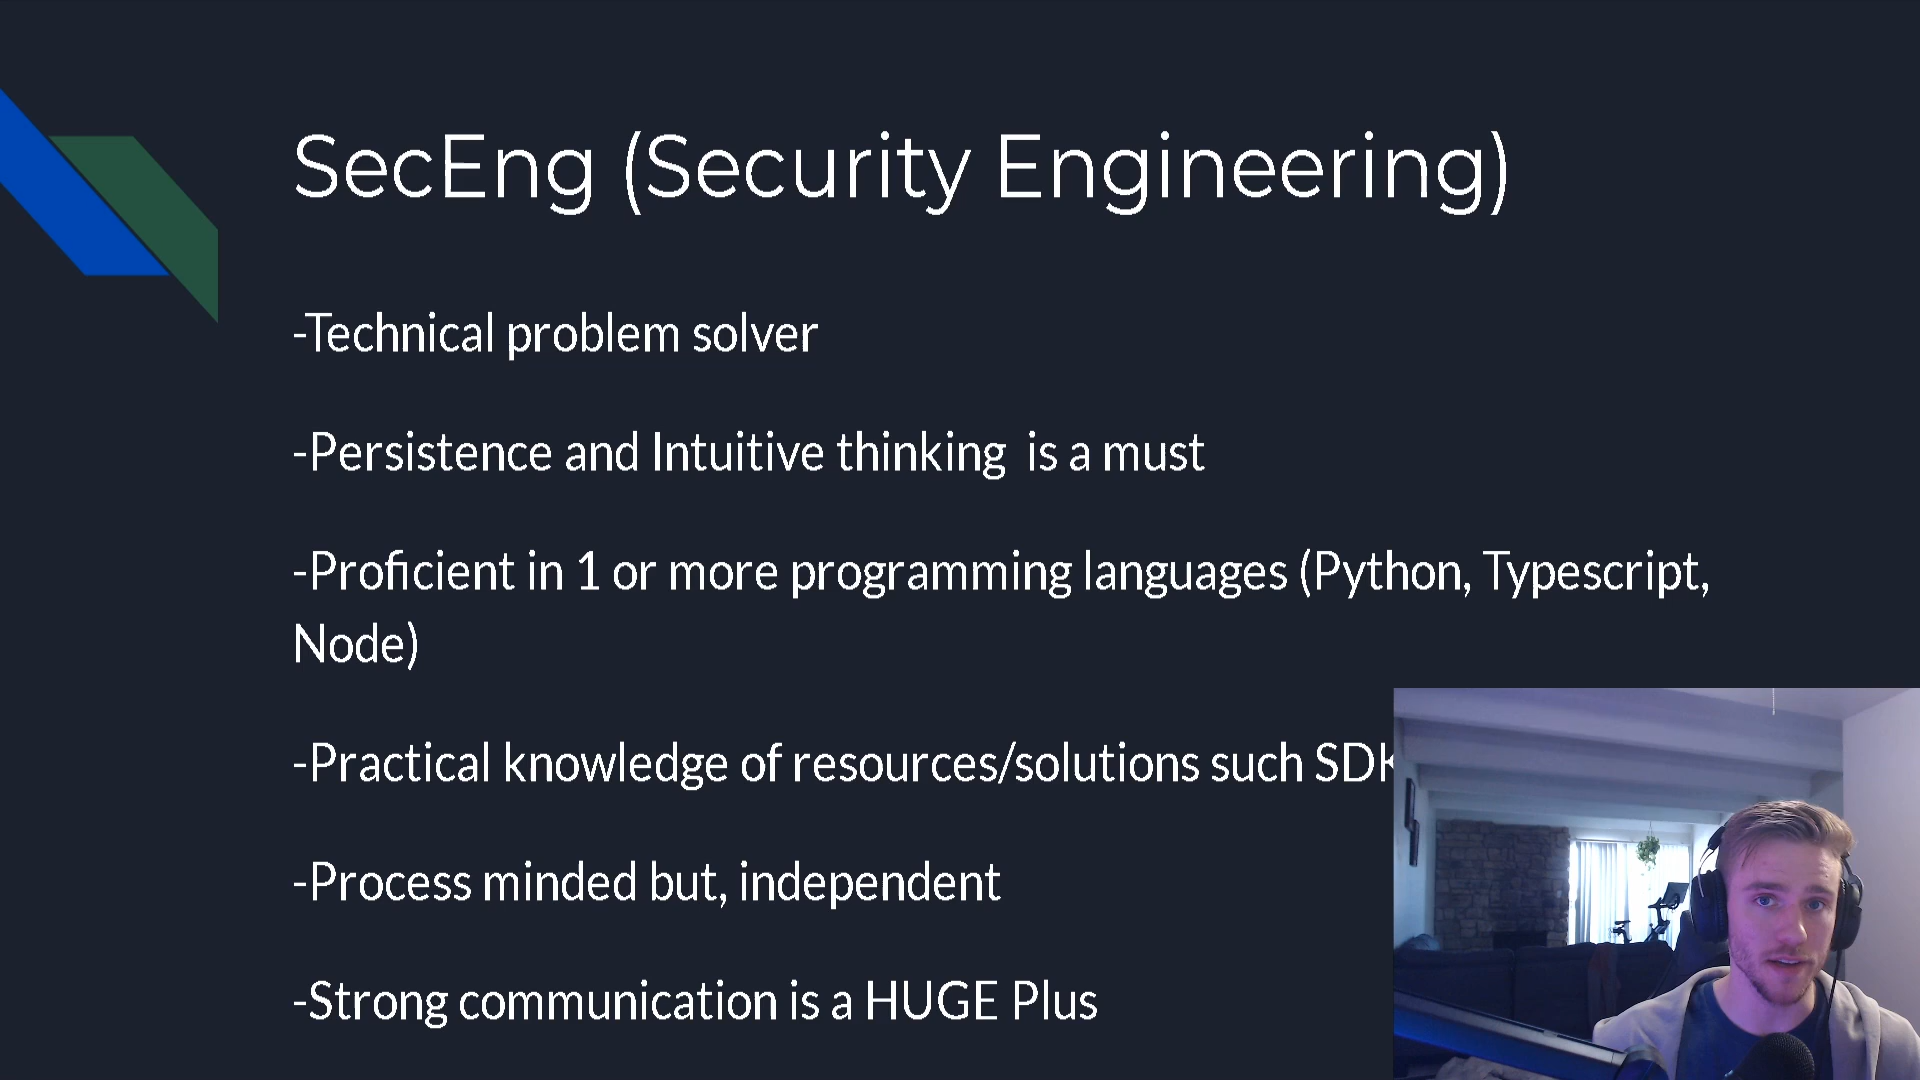 SecEng (Security Engineering)
-Technical problem solver
-Persistence and Intuitive thinking  is a must
-Proficient in 1 or more programming languages (Python, Typescript,
Node)
-Practical knowledge of resources/solutions such SDK
-Process minded but, independent
-Strong communication is a HUGE Plus